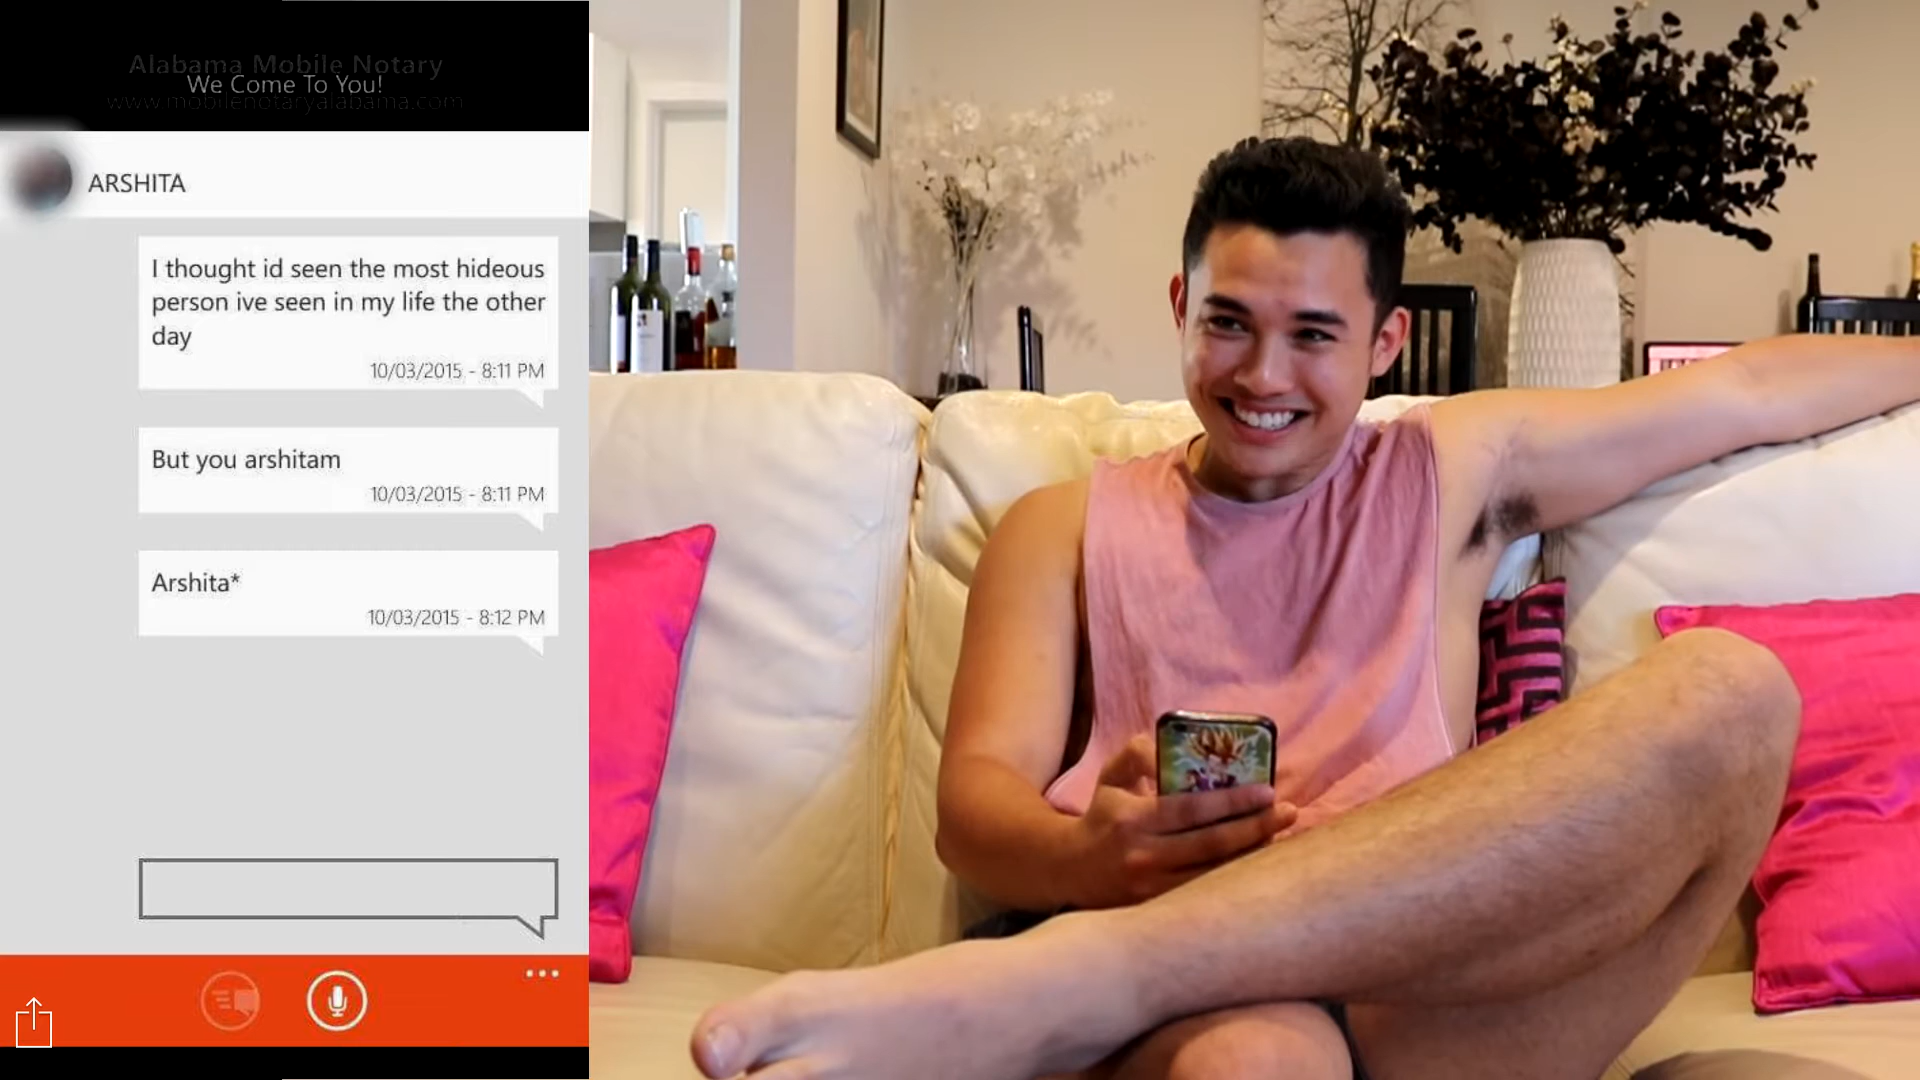 Alabama Mobile Notary
We Come To You!
www.mobilenotaryalabama.com
ARSHITA
I thought id seen the most hideous
person ive seen in my life the other
day
10/03/2015 - 8:11 PM
But you arshitam
10/03/2015 - 8:11 PM
Arshita*
10/03/2015 - 8:12 PM